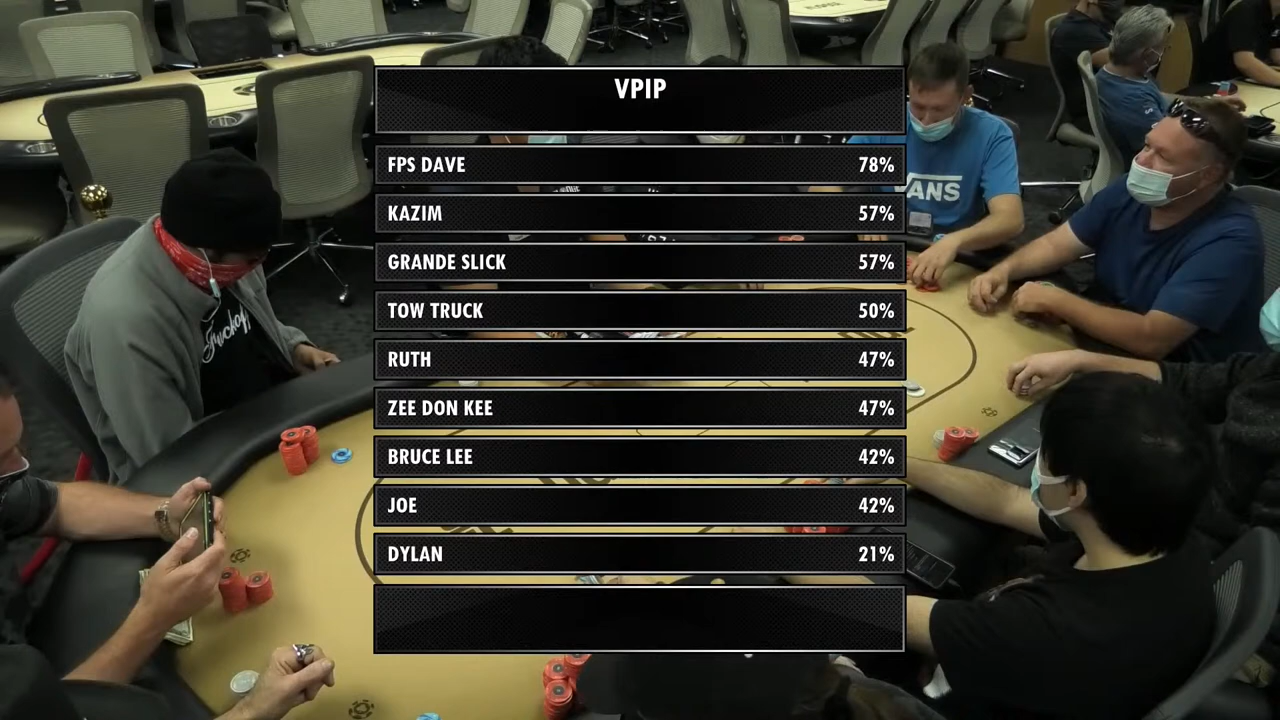 VPIP
FPS DAVE 78%
KAZIM 57%
GRANDE SLICK 57%
TOW TRUCK 50%
RUTH 47%
ZEE DON KEE 47%
BRUCE LEE 42%
JOE 42%
DYLAN 21%
ANS